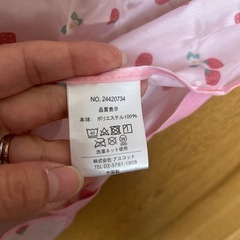 NO. 24420734
品質表示
本体 ポリエステル100%
洗濯ネット使用
株式会社 アスコット
☎ 03-5781-1808
中国製